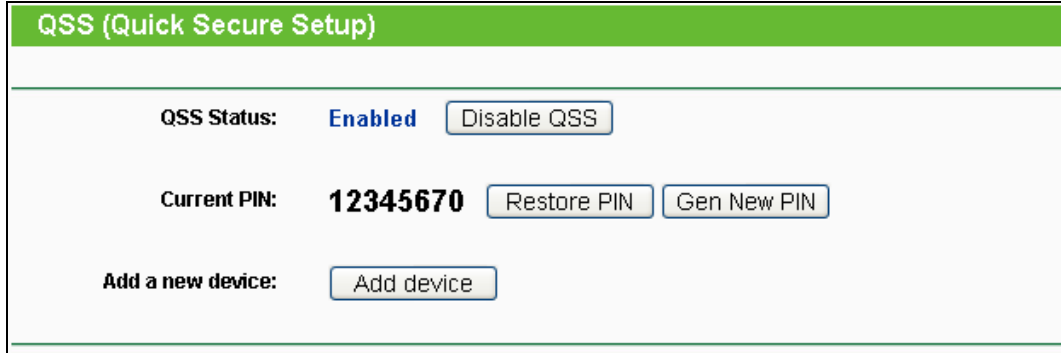 QSS (Quick Secure Setup)
QSS Status: Enabled Disable QSS
Current PIN: 12345670 Restore PIN Gen New PIN
Add a new device: Add device